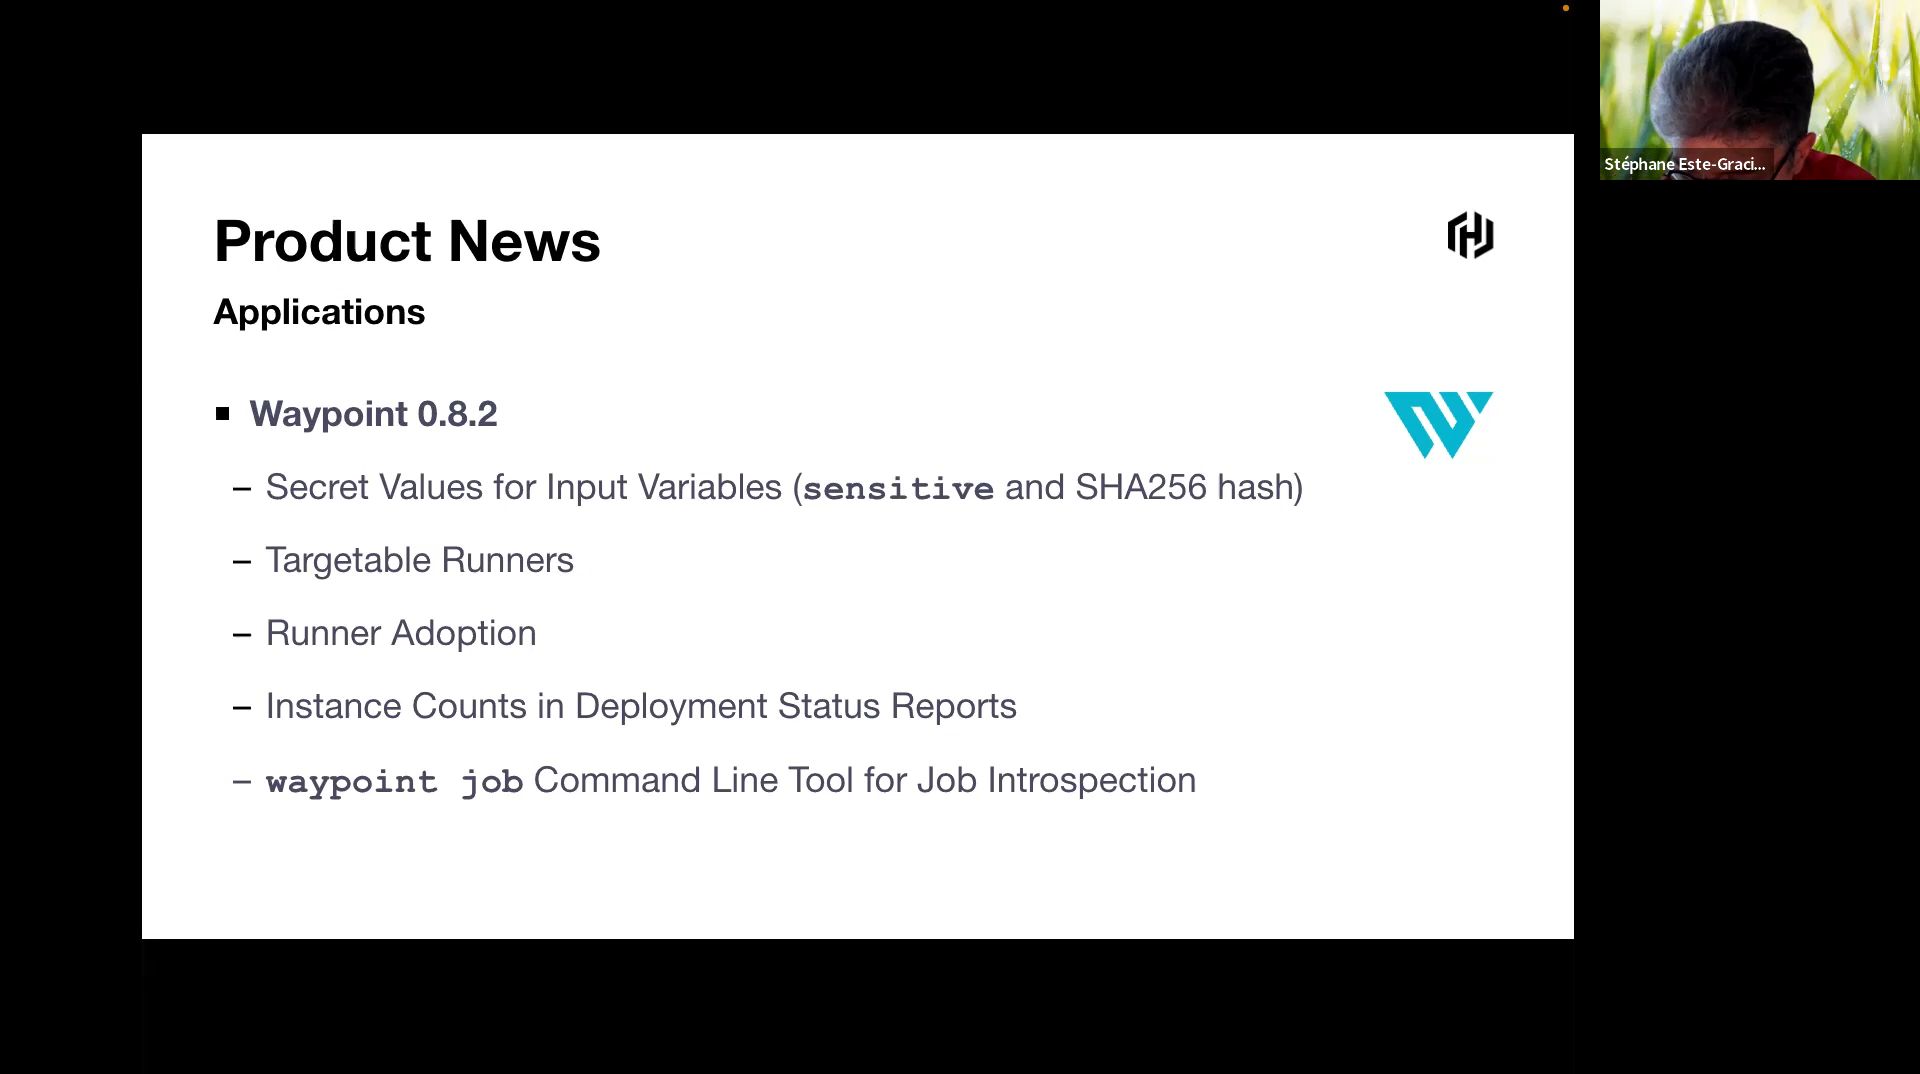 Stéphane Este-Graci...
Product News
Applications
▪ Waypoint 0.8.2
– Secret Values for Input Variables (sensitive and SHA256 hash)
– Targetable Runners
– Runner Adoption
– Instance Counts in Deployment Status Reports
– waypoint job Command Line Tool for Job Introspection